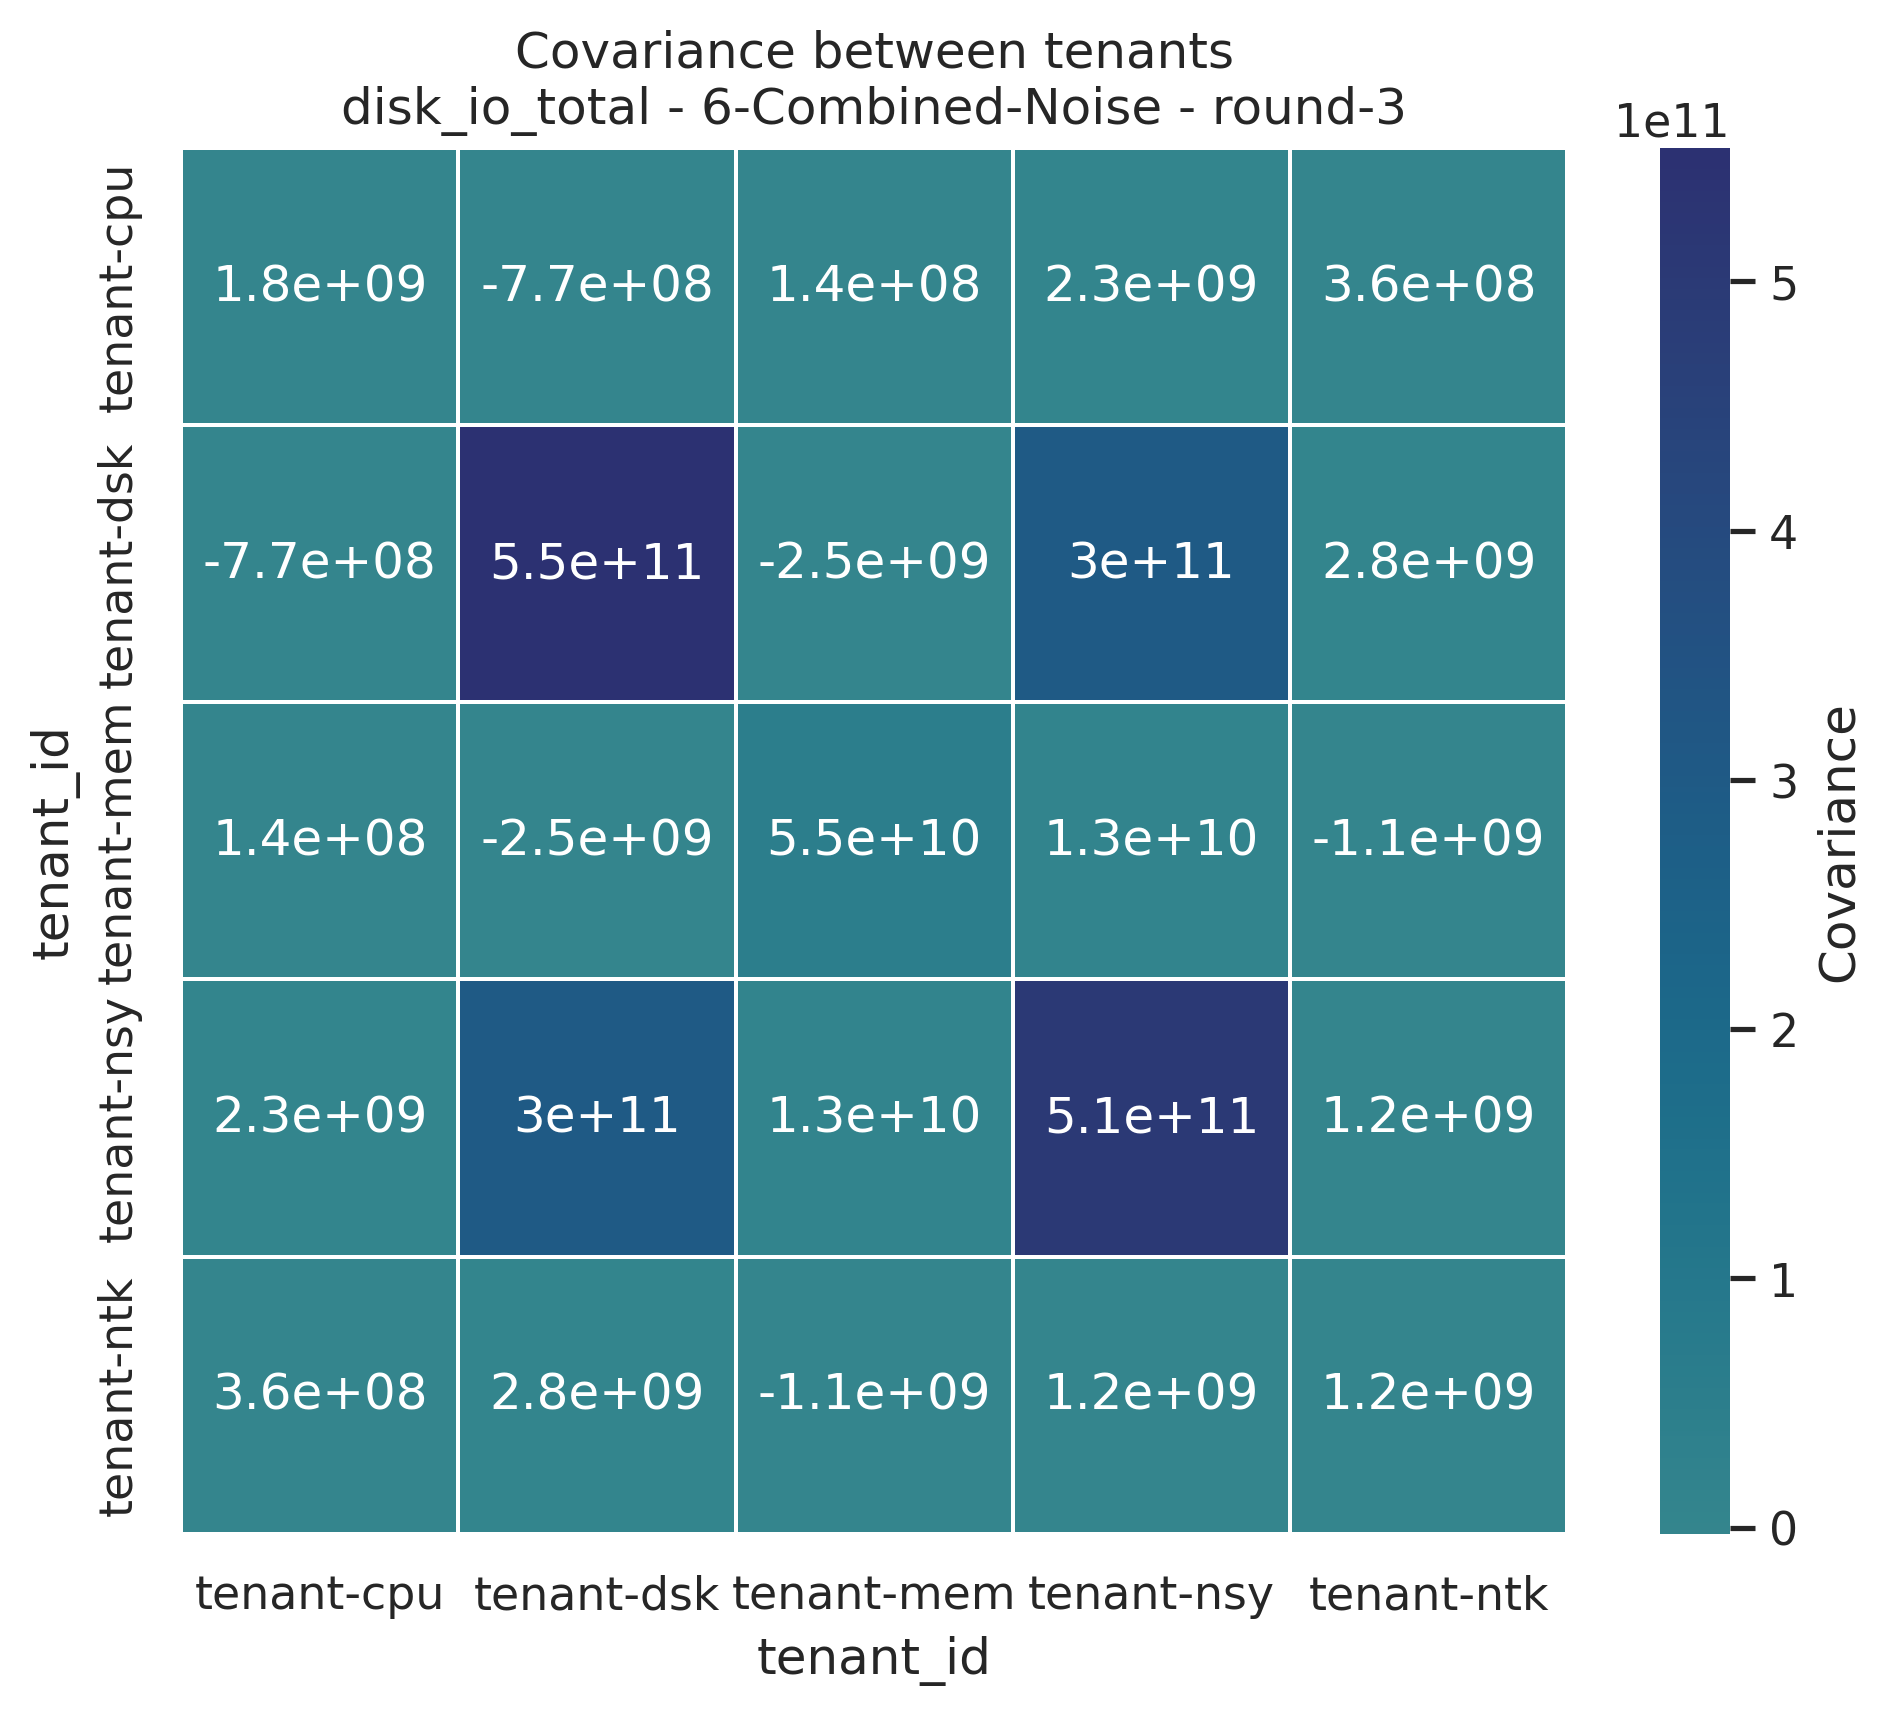 Covariance between tenants
disk_io_total - 6-Combined-Noise - round-3
1e11
tenant-cpu
1.8e+09 -7.7e+08 1.4e+08 2.3e+09 3.6e+08
tenant-dsk
-7.7e+08 5.5e+11 -2.5e+09 3e+11 2.8e+09
tenant-mem
1.4e+08 -2.5e+09 5.5e+10 1.3e+10 -1.1e+09
tenant-nsy
2.3e+09 3e+11 1.3e+10 5.1e+11 1.2e+09
tenant-ntk
3.6e+08 2.8e+09 -1.1e+09 1.2e+09 1.2e+09
tenant_id
tenant-cpu tenant-dsk tenant-mem tenant-nsy tenant-ntk
tenant_id
5
4
3
2
1
0
Covariance